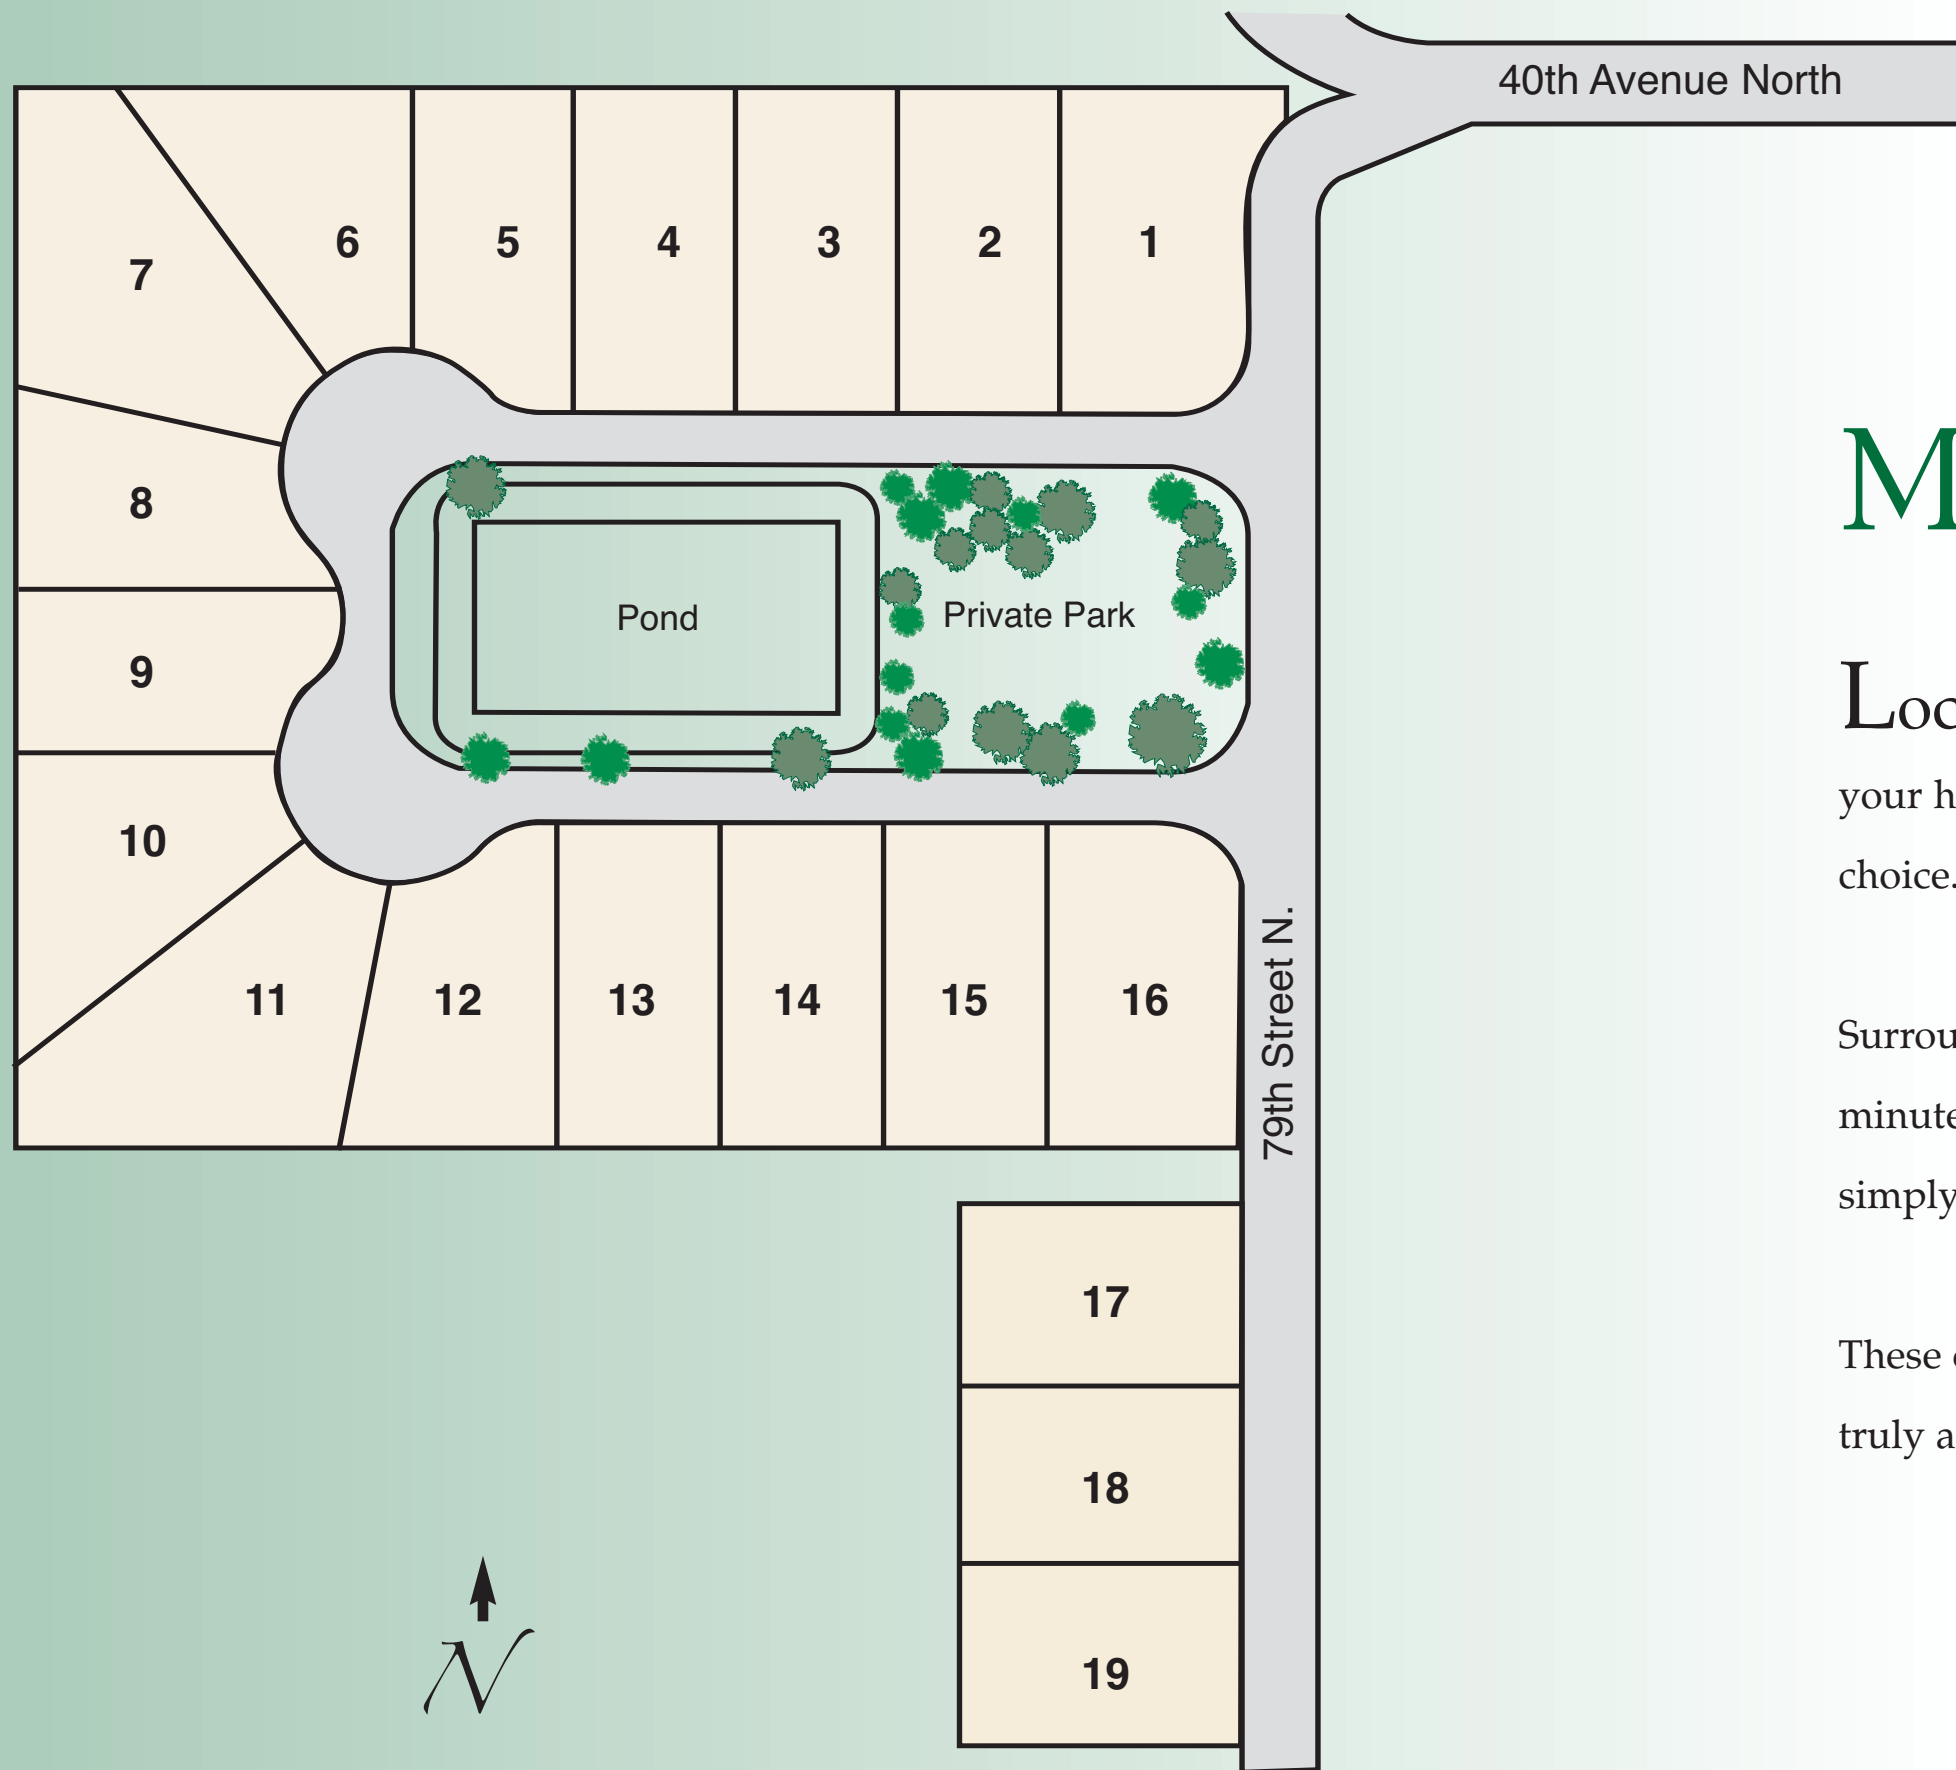 40th Avenue North
6
5
4
3
2
1
7
8
9
10
Pond
Private Park
11
12
13
14
15
16
79th Street N.
17
18
19
N
M
Loc
your h
choice.
Surrou
minute
simply
These
truly a